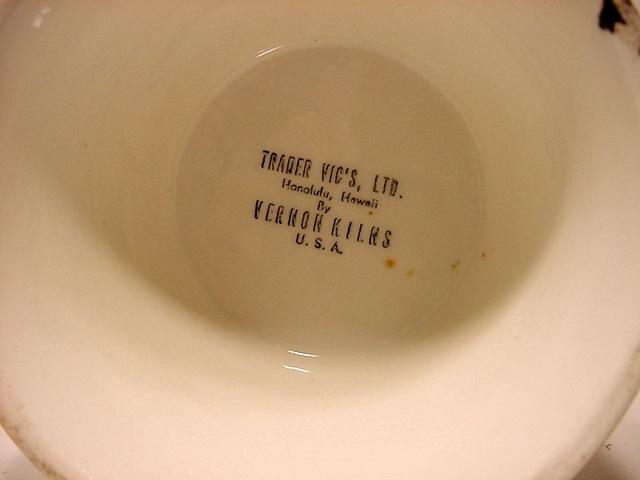 TRADER VIC'S, LTD.
Honolulu, Hawaii
By
VERNON KILNS
U. S. A.